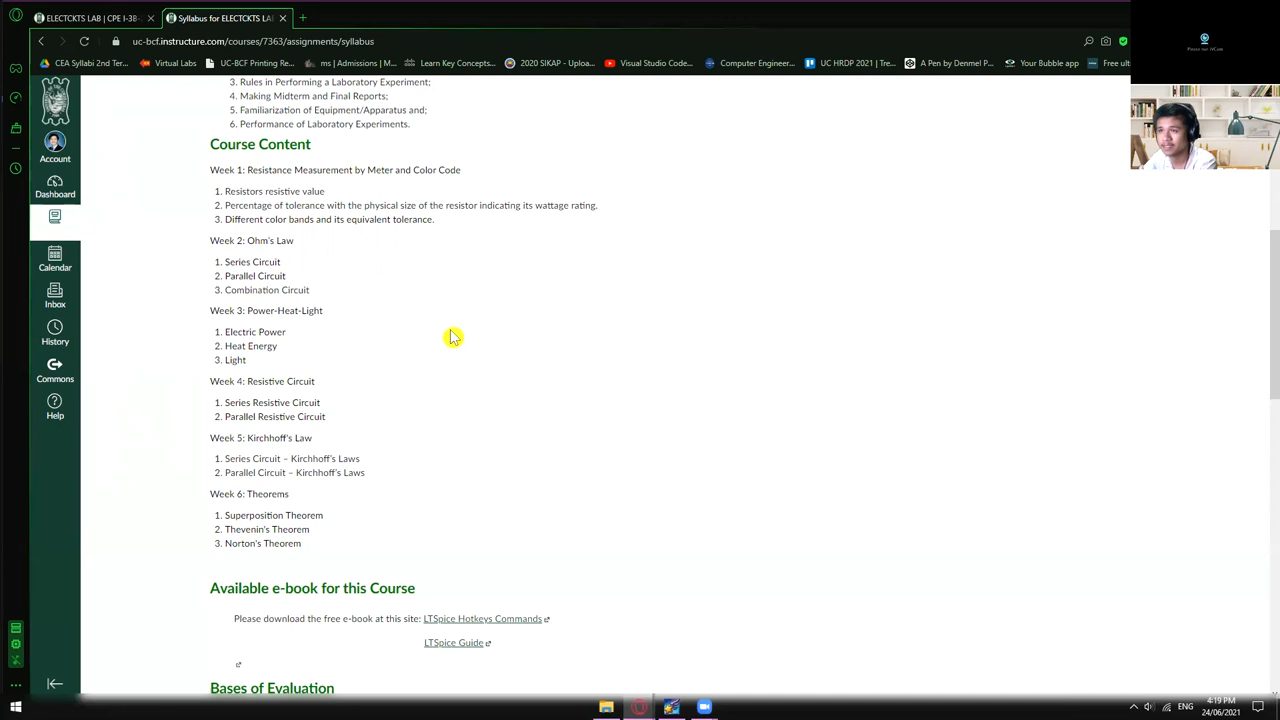 ELECTCKTS LAB | CPE I-3B-
Syllabus for ELECTCKTS LAB
uc-bcf.instructure.com/courses/7363/assignments/syllabus
CEA Syllabi 2nd Ter...
Virtual Labs
UC-BCF Printing Re...
ms | Admissions | M...
Learn Key Concepts...
2020 SIKAP - Uploa...
Visual Studio Code...
Computer Engineer...
UC HRDP 2021 | Tre...
A Pen by Denmel P...
Your Bubble app
Free ult
Account
Dashboard
Calendar
Inbox
History
Commons
Help
3. Rules in Performing a Laboratory Experiment;
4. Making Midterm and Final Reports;
5. Familiarization of Equipment/Apparatus and;
6. Performance of Laboratory Experiments.
Course Content
Week 1: Resistance Measurement by Meter and Color Code
1. Resistors resistive value
2. Percentage of tolerance with the physical size of the resistor indicating its wattage rating.
3. Different color bands and its equivalent tolerance.
Week 2: Ohm's Law
1. Series Circuit
2. Parallel Circuit
3. Combination Circuit
Week 3: Power-Heat-Light
1. Electric Power
2. Heat Energy
3. Light
Week 4: Resistive Circuit
1. Series Resistive Circuit
2. Parallel Resistive Circuit
Week 5: Kirchhoff's Law
1. Series Circuit – Kirchhoff's Laws
2. Parallel Circuit – Kirchhoff's Laws
Week 6: Theorems
1. Superposition Theorem
2. Thevenin's Theorem
3. Norton's Theorem
Available e-book for this Course
Please download the free e-book at this site: LTSpice Hotkeys Commands
LTSpice Guide
Bases of Evaluation
ENG
4:19 PM
24/06/2021